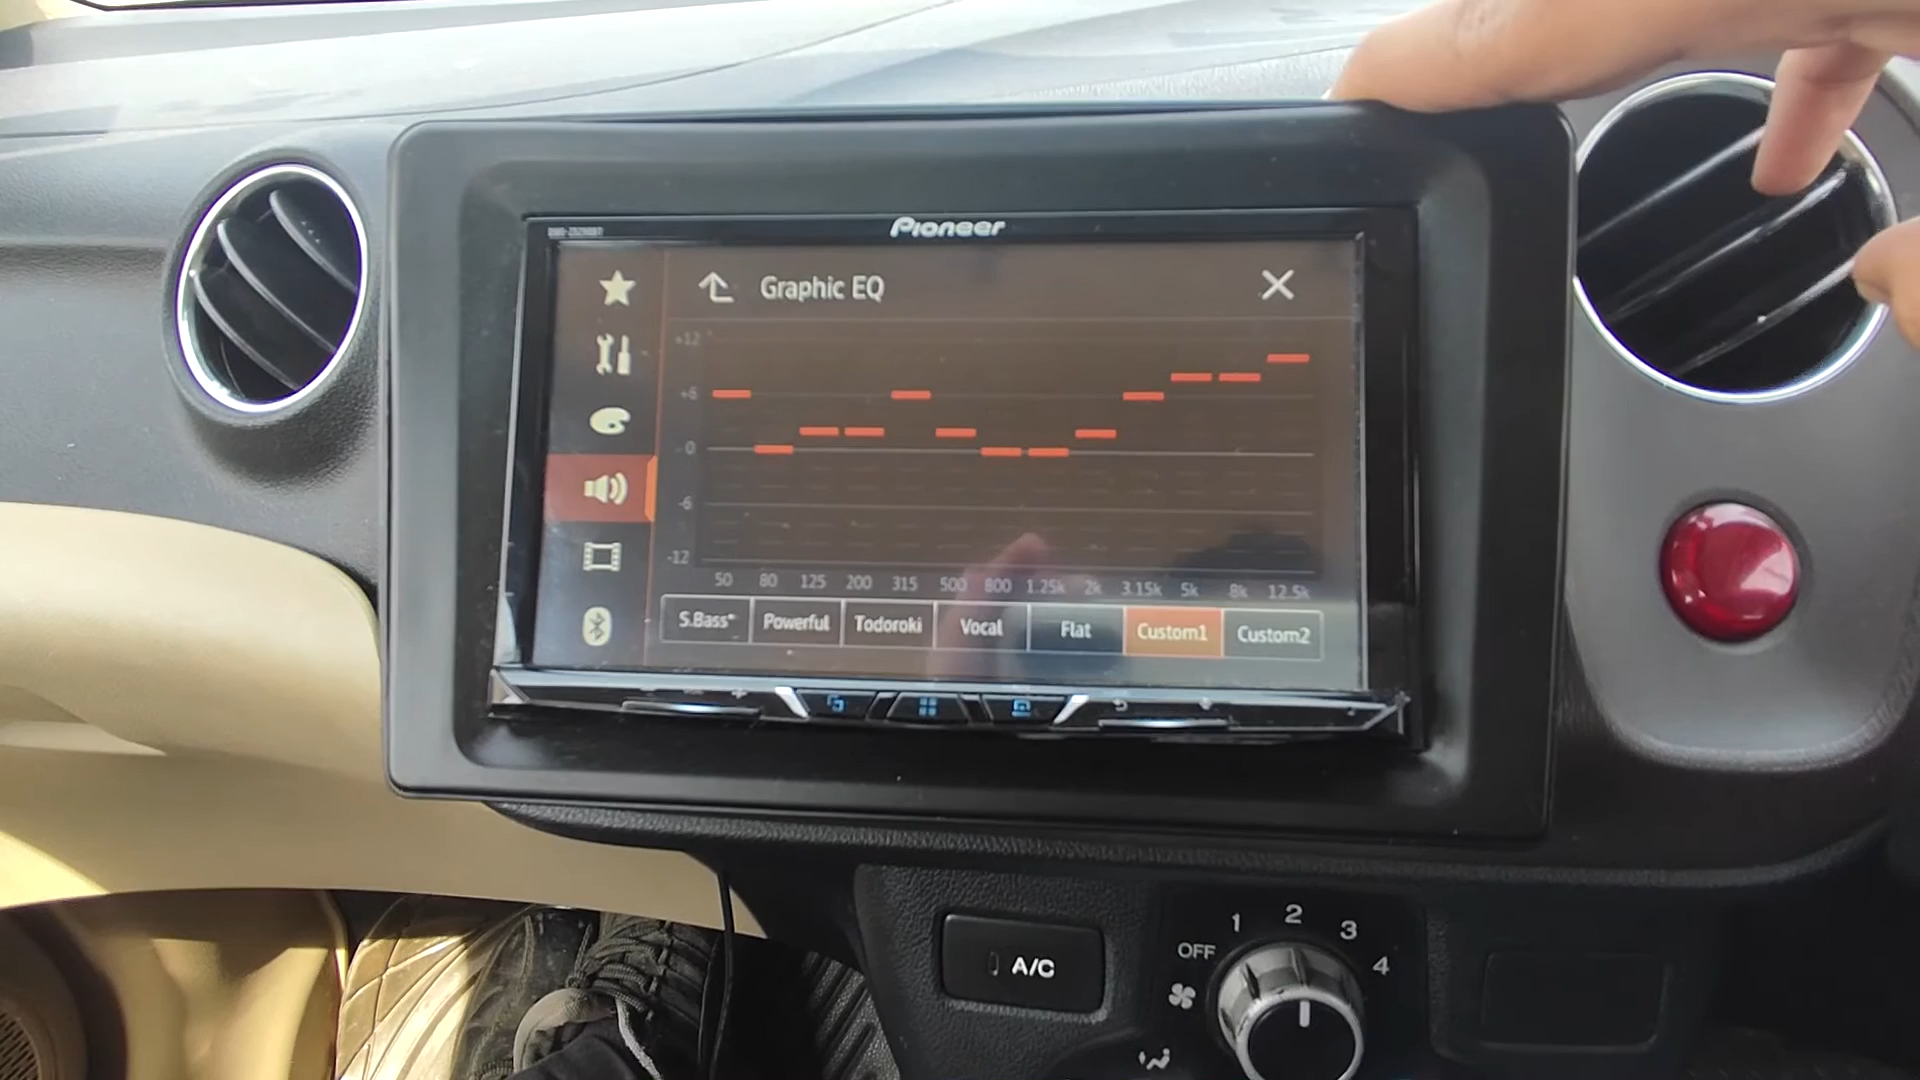 Pioneer
Graphic EQ
+12
+6
0
-6
-12
50 80 125 200 315 500 800 1.25k 2k 3.15k 5k 8k 12.5k
S.Bass* Powerful Todoroki Vocal Flat Custom1 Custom2
A/C
OFF 1 2 3 4